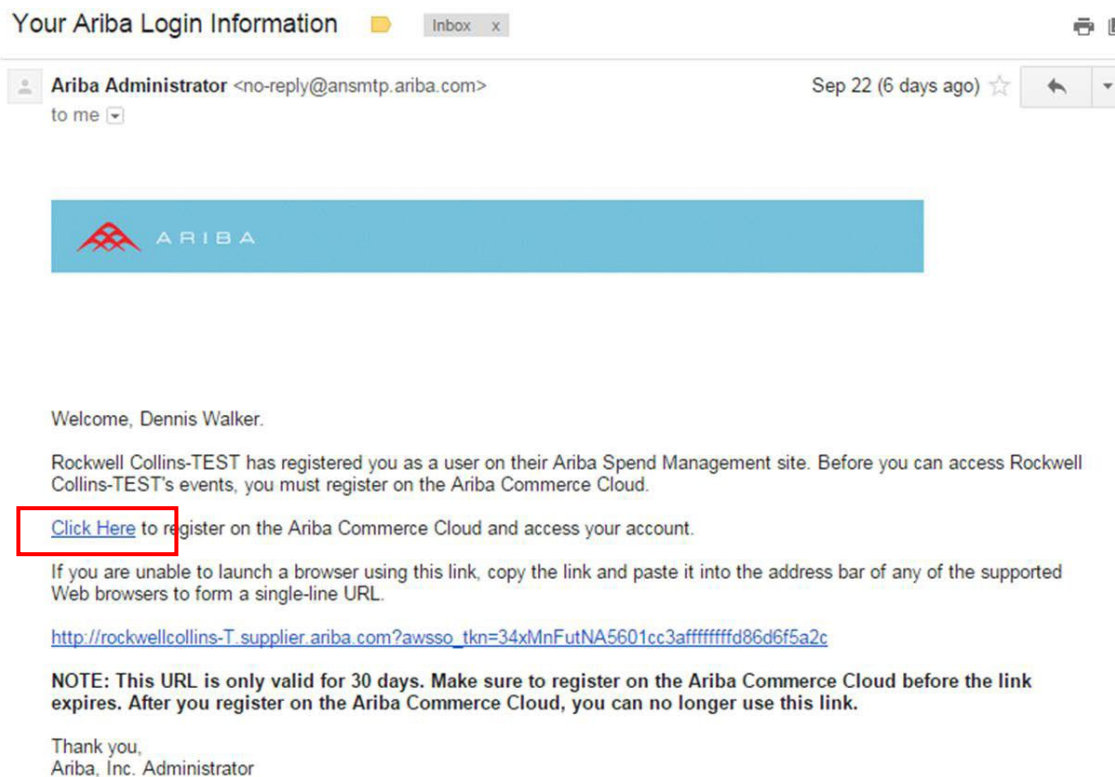 Your Ariba Login Information
Inbox x
Ariba Administrator <no-reply@ansmtp.ariba.com>
Sep 22 (6 days ago)
to me
ARIBA
Welcome, Dennis Walker.
Rockwell Collins-TEST has registered you as a user on their Ariba Spend Management site. Before you can access Rockwell
Collins-TEST's events, you must register on the Ariba Commerce Cloud.
Click Here to register on the Ariba Commerce Cloud and access your account.
If you are unable to launch a browser using this link, copy the link and paste it into the address bar of any of the supported
Web browsers to form a single-line URL.
http://rockwellcollins-T.supplier.ariba.com?awsso_tkn=34xMnFutNA5601cc3affffffffd86d6f5a2c
NOTE: This URL is only valid for 30 days. Make sure to register on the Ariba Commerce Cloud before the link
expires. After you register on the Ariba Commerce Cloud, you can no longer use this link.
Thank you,
Ariba, Inc. Administrator